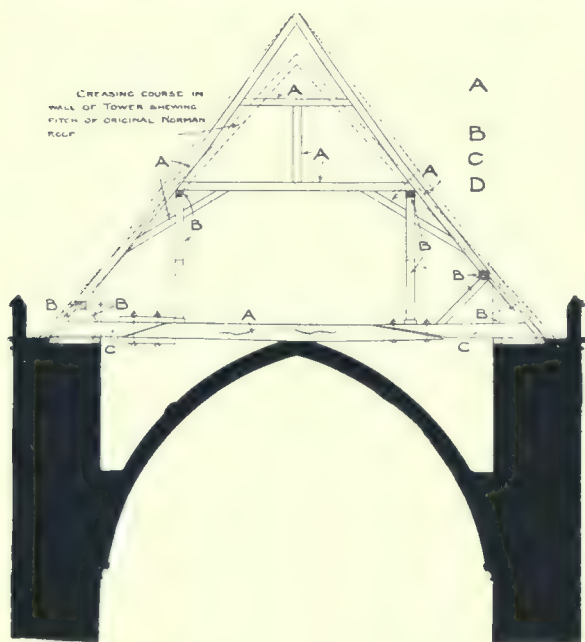 CREASING COURSE IN
WALL OF TOWER SHEWING
PITCH OF ORIGINAL NORMAN
ROOF
A
B
C
D
A
A
A
A
B
B
B
B
B
B
A
C
C